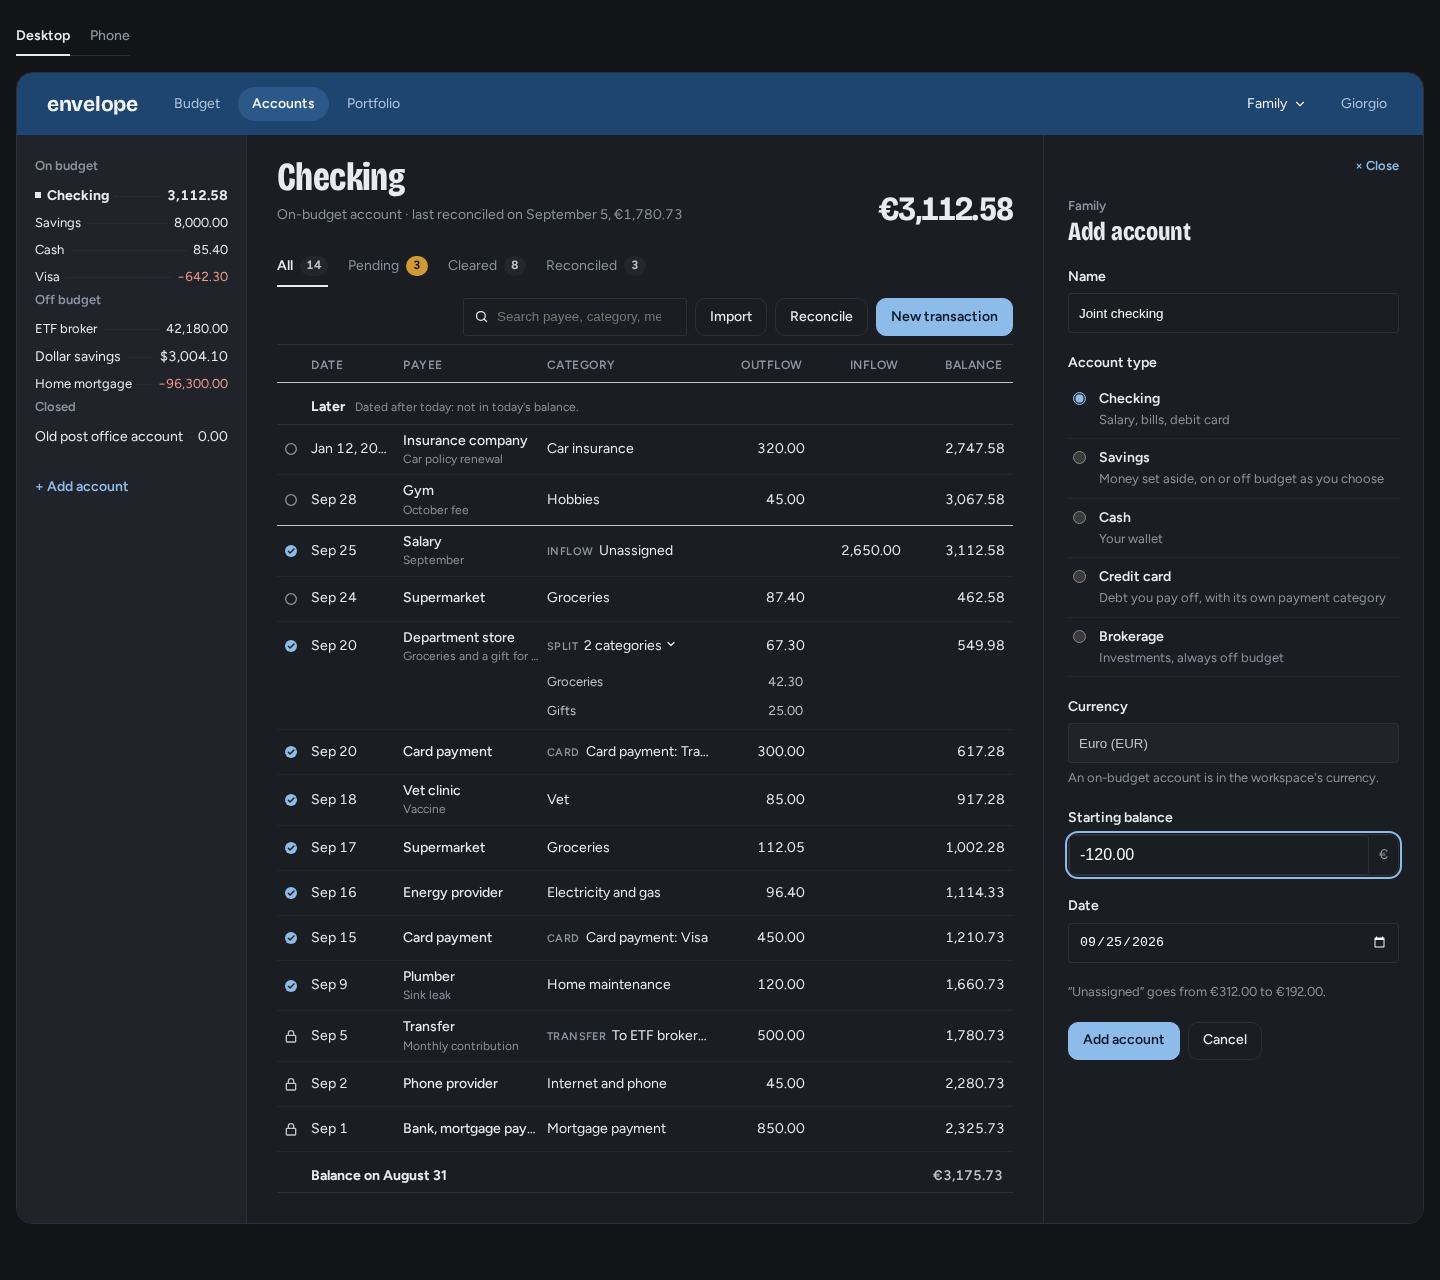 Desktop Phone
envelope Budget Accounts Portfolio Family Giorgio
On budget
Checking 3,112.58
Savings 8,000.00
Cash 85.40
Visa −642.30
Off budget
ETF broker 42,180.00
Dollar savings $3,004.10
Home mortgage −96,300.00
Closed
Old post office account 0.00
+ Add account
Checking
On-budget account · last reconciled on September 5, €1,780.73
€3,112.58
All 14 Pending 3 Cleared 8 Reconciled 3
Search payee, category, me Import Reconcile New transaction
DATE PAYEE CATEGORY OUTFLOW INFLOW BALANCE
Later Dated after today: not in today's balance.
Jan 12, 20… Insurance company Car insurance 320.00 2,747.58
Car policy renewal
Sep 28 Gym Hobbies 45.00 3,067.58
October fee
Sep 25 Salary INFLOW Unassigned 2,650.00 3,112.58
September
Sep 24 Supermarket Groceries 87.40 462.58
Sep 20 Department store SPLIT 2 categories 67.30 549.98
Groceries and a gift for …
Groceries 42.30
Gifts 25.00
Sep 20 Card payment CARD Card payment: Tra… 300.00 617.28
Sep 18 Vet clinic Vet 85.00 917.28
Vaccine
Sep 17 Supermarket Groceries 112.05 1,002.28
Sep 16 Energy provider Electricity and gas 96.40 1,114.33
Sep 15 Card payment CARD Card payment: Visa 450.00 1,210.73
Sep 9 Plumber Home maintenance 120.00 1,660.73
Sink leak
Sep 5 Transfer TRANSFER To ETF broker… 500.00 1,780.73
Monthly contribution
Sep 2 Phone provider Internet and phone 45.00 2,280.73
Sep 1 Bank, mortgage pay… Mortgage payment 850.00 2,325.73
Balance on August 31 €3,175.73
× Close
Family
Add account
Name
Joint checking
Account type
Checking
Salary, bills, debit card
Savings
Money set aside, on or off budget as you choose
Cash
Your wallet
Credit card
Debt you pay off, with its own payment category
Brokerage
Investments, always off budget
Currency
Euro (EUR)
An on-budget account is in the workspace's currency.
Starting balance
-120.00 €
Date
09/25/2026
"Unassigned" goes from €312.00 to €192.00.
Add account Cancel